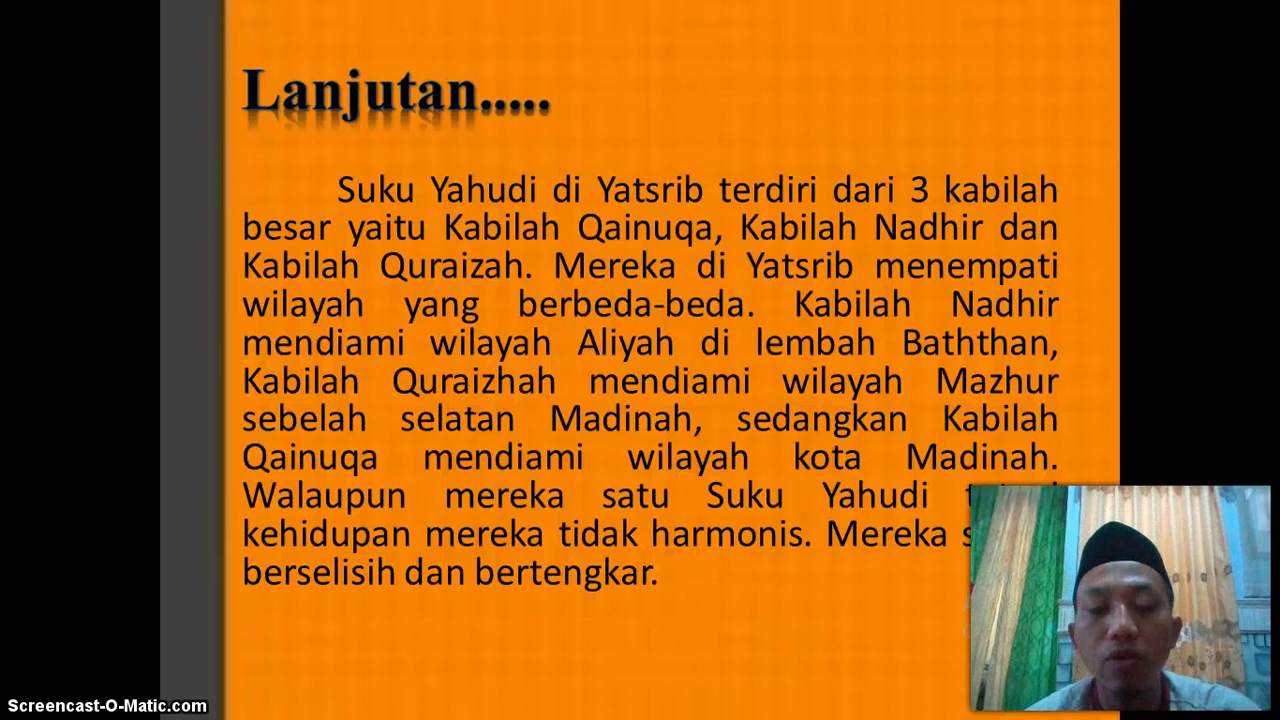 Lanjutan.....
Suku Yahudi di Yatsrib terdiri dari 3 kabilah
besar yaitu Kabilah Qainuqa, Kabilah Nadhir dan
Kabilah Quraizah. Mereka di Yatsrib menempati
wilayah yang berbeda-beda. Kabilah Nadhir
mendiami wilayah Aliyah di lembah Baththan,
Kabilah Quraizhah mendiami wilayah Mazhur
sebelah selatan Madinah, sedangkan Kabilah
Qainuqa mendiami wilayah kota Madinah.
Walaupun mereka satu Suku Yahudi
kehidupan mereka tidak harmonis. Mereka
berselisih dan bertengkar.
Screencast-O-Matic.com